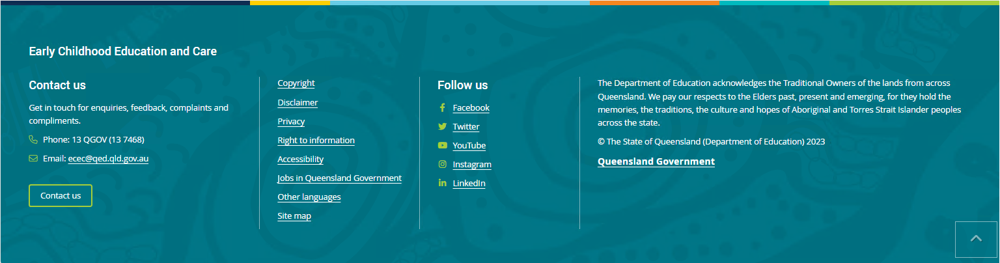 Early Childhood Education and Care
Contact us
Get in touch for enquiries, feedback, complaints and
compliments.
Phone: 13 QGOV (13 7468)
Email: ecec@qed.qld.gov.au
Contact us
Copyright
Disclaimer
Privacy
Right to information
Accessibility
Jobs in Queensland Government
Other languages
Site map
Follow us
Facebook
Twitter
YouTube
Instagram
LinkedIn
The Department of Education acknowledges the Traditional Owners of the lands from across
Queensland. We pay our respects to the Elders past, present and emerging, for they hold the
memories, the traditions, the culture and hopes of Aboriginal and Torres Strait Islander peoples
across the state.
© The State of Queensland (Department of Education) 2023
Queensland Government